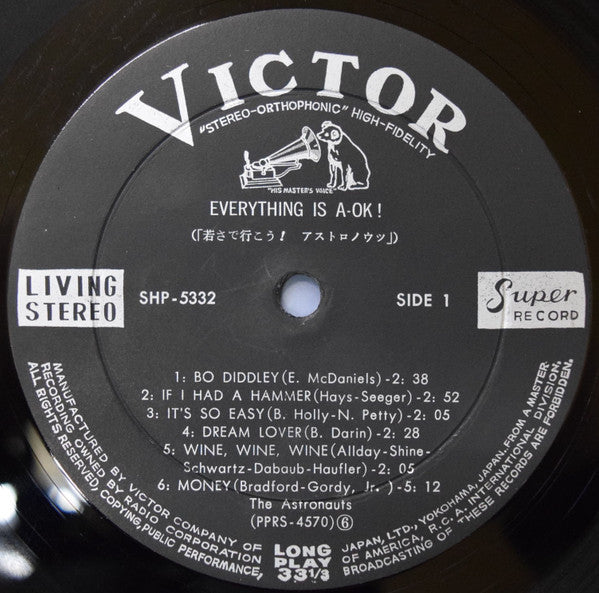 VICTOR
"STEREO-ORTHOPHONIC" HIGH-FIDELITY
"HIS MASTER'S VOICE"
EVERYTHING IS A-OK!
(「若さで行こう! アストロノウツ」)
LIVING
STEREO
SHP-5332
SIDE 1
Super
RECORD
1: BO DIDDLEY(E. McDaniels)-2: 38
2: IF I HAD A HAMMER(Hays-Seeger)-2: 52
3: IT'S SO EASY(B. Holly-N. Petty)-2: 05
4: DREAM LOVER(B. Darin)-2: 28
5: WINE, WINE, WINE(Allday-Shine-
Schwartz-Dabaub-Haufler)-2: 05
6: MONEY(Bradford-Gordy, Jr. )-5: 12
The Astronauts
(PPRS-4570)⑥
MANUFACTURED BY VICTOR COMPANY OF JAPAN, LTD., YOKOHAMA, JAPAN. FROM A MASTER
RECORDING OWNED BY RADIO CORPORATION OF AMERICA, R.C.A. INTERNATIONAL DIVISION.
ALL RIGHTS RESERVED, COPYING, PUBLIC PERFORMANCE, BROADCASTING OF THESE RECORDS ARE FORBIDDEN.
LONG
PLAY
33 1/3